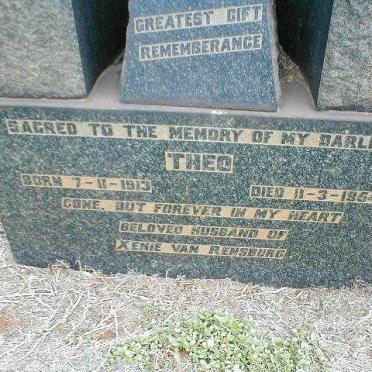 GREATEST GIFT
REMEMBERANCE
SACRED TO THE MEMORY OF MY DARL
THEO
BORN 7-11-1913
DIED 11-3-196
GONE, BUT FOREVER IN MY HEART
BELOVED HUSBAND OF
XENIE VAN RENSBURG